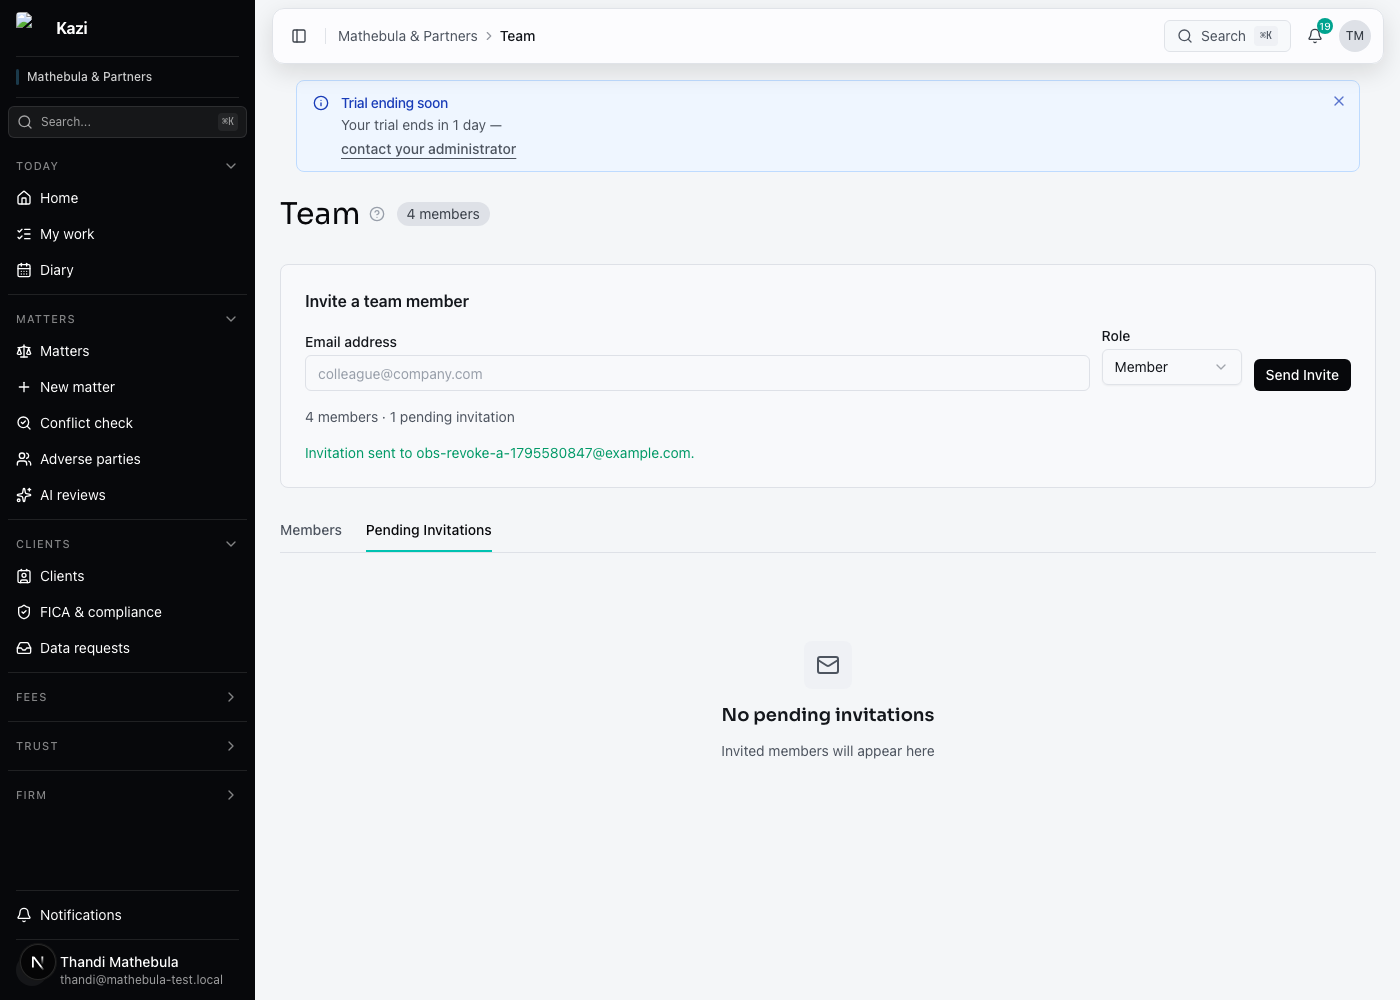 Kazi
Mathebula & Partners
Search...
⌘K
TODAY
Home
My work
Diary
MATTERS
Matters
New matter
Conflict check
Adverse parties
AI reviews
CLIENTS
Clients
FICA & compliance
Data requests
FEES
TRUST
FIRM
Notifications
N
Thandi Mathebula
thandi@mathebula-test.local
Mathebula & Partners > Team
Search ⌘K
19
TM
Trial ending soon
Your trial ends in 1 day —
contact your administrator
Team
4 members
Invite a team member
Email address
colleague@company.com
Role
Member
Send Invite
4 members · 1 pending invitation
Invitation sent to obs-revoke-a-1795580847@example.com.
Members
Pending Invitations
No pending invitations
Invited members will appear here